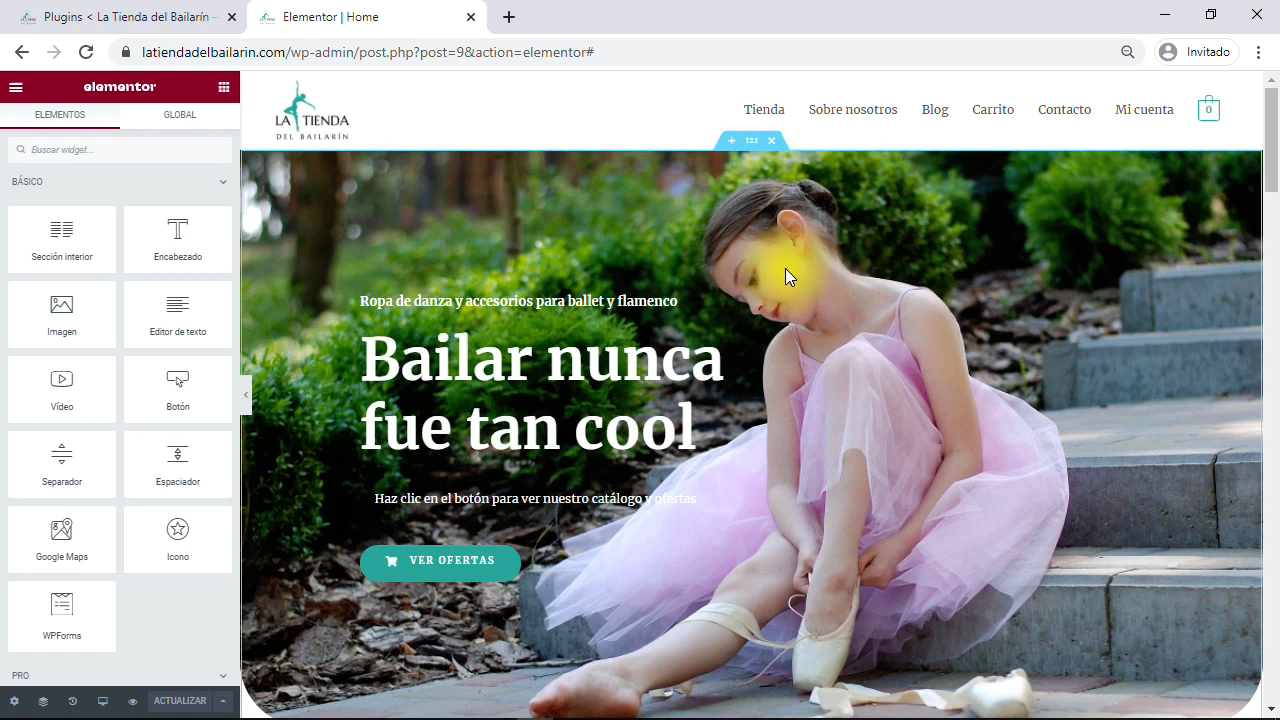 Plugins < La Tienda del Bailarín –
Elementor | Home
latiendadelbailarin.com/wp-admin/post.php?post=9&action=elementor#
Invitado
elementor
ELEMENTOS
GLOBAL
Buscar widget...
BÁSICO
Sección interior
Encabezado
Imagen
Editor de texto
Vídeo
Botón
Separador
Espaciador
Google Maps
Icono
WPForms
PRO
ACTUALIZAR
LA TIENDA
DEL BAILARÍN
Tienda
Sobre nosotros
Blog
Carrito
Contacto
Mi cuenta
0
Ropa de danza y accesorios para ballet y flamenco
Bailar nunca
fue tan cool
Haz clic en el botón para ver nuestro catálogo y ofertas
VER OFERTAS